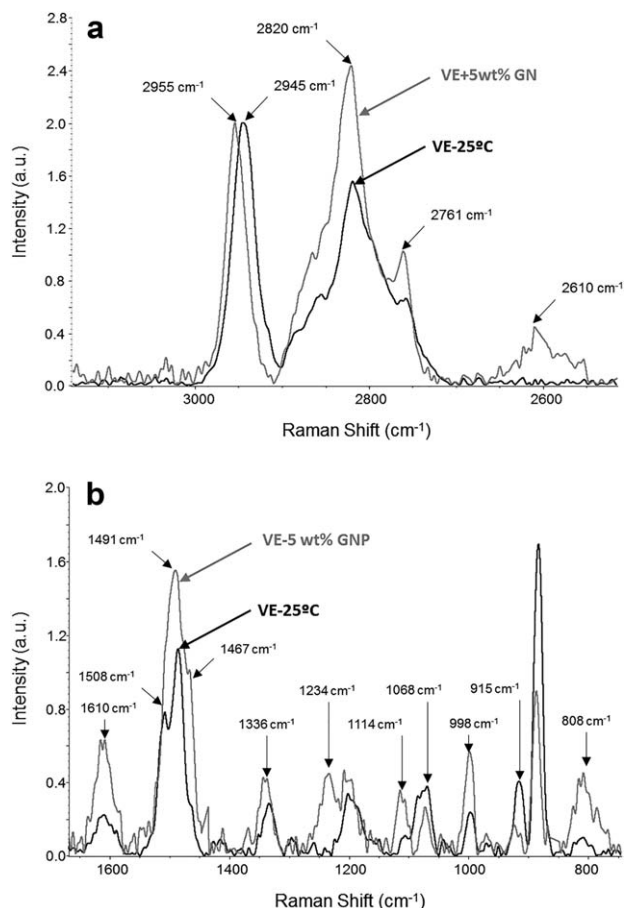 a
2.8
2.4
2.0
1.6
1.2
0.8
0.4
0.0
Intensity (a.u.)
2820 cm-1
2955 cm-1
2945 cm-1
VE+5wt% GN
VE-25ºC
2761 cm-1
2610 cm-1
3000
2800
2600
Raman Shift (cm-1)
b
2.0
1.6
1.2
0.8
0.4
0.0
Intensity (a.u.)
1491 cm-1
VE-5 wt% GNP
VE-25ºC
1508 cm-1
1467 cm-1
1610 cm-1
1336 cm-1
1234 cm-1
1114 cm-1
1068 cm-1
998 cm-1
915 cm-1
808 cm-1
1600
1400
1200
1000
800
Raman Shift (cm-1)